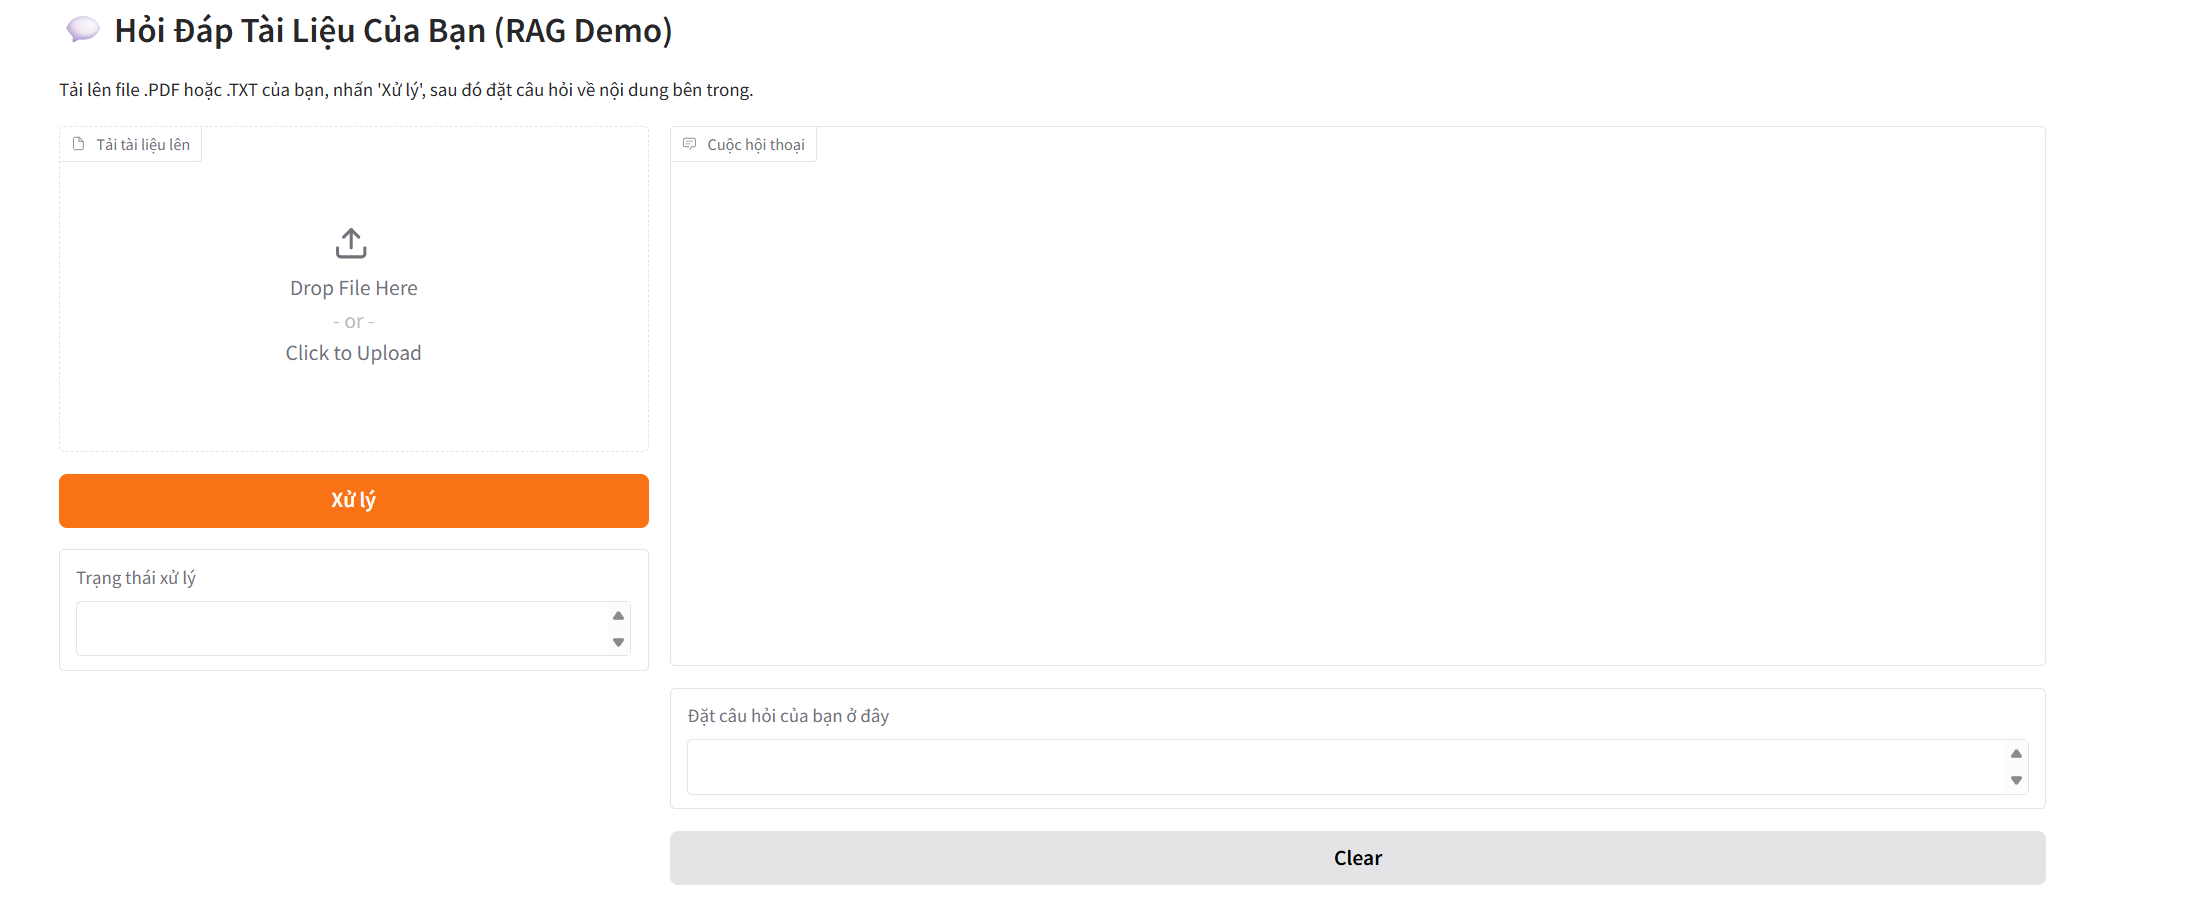 Hỏi Đáp Tài Liệu Của Bạn (RAG Demo)
Tải lên file .PDF hoặc .TXT của bạn, nhấn 'Xử lý', sau đó đặt câu hỏi về nội dung bên trong.
Tải tài liệu lên
Drop File Here
- or -
Click to Upload
Xử lý
Trạng thái xử lý
Cuộc hội thoại
Đặt câu hỏi của bạn ở đây
Clear